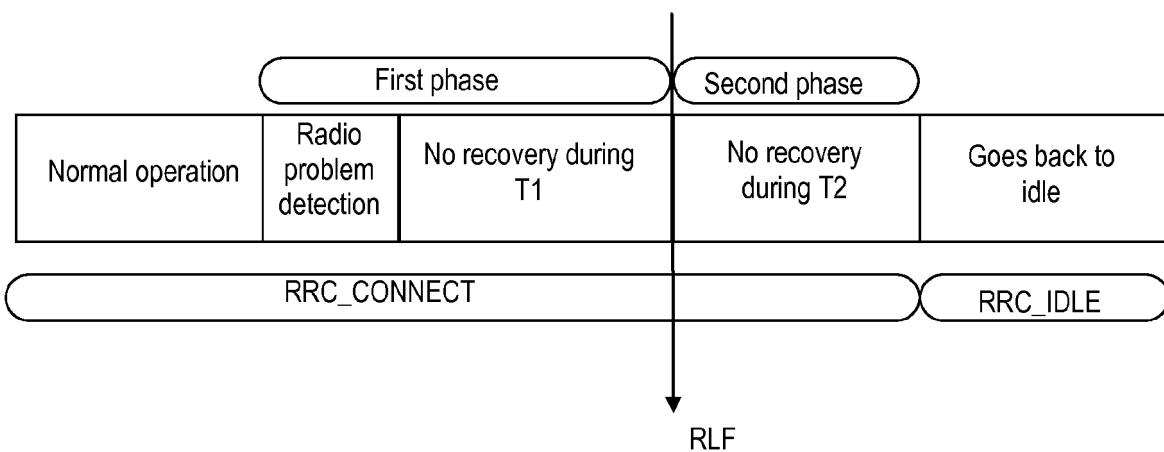 First phase
Second phase
Normal operation
Radio
problem
detection
No recovery during
T1
No recovery
during T2
Goes back to
idle
RRC_CONNECT
RRC_IDLE
RLF